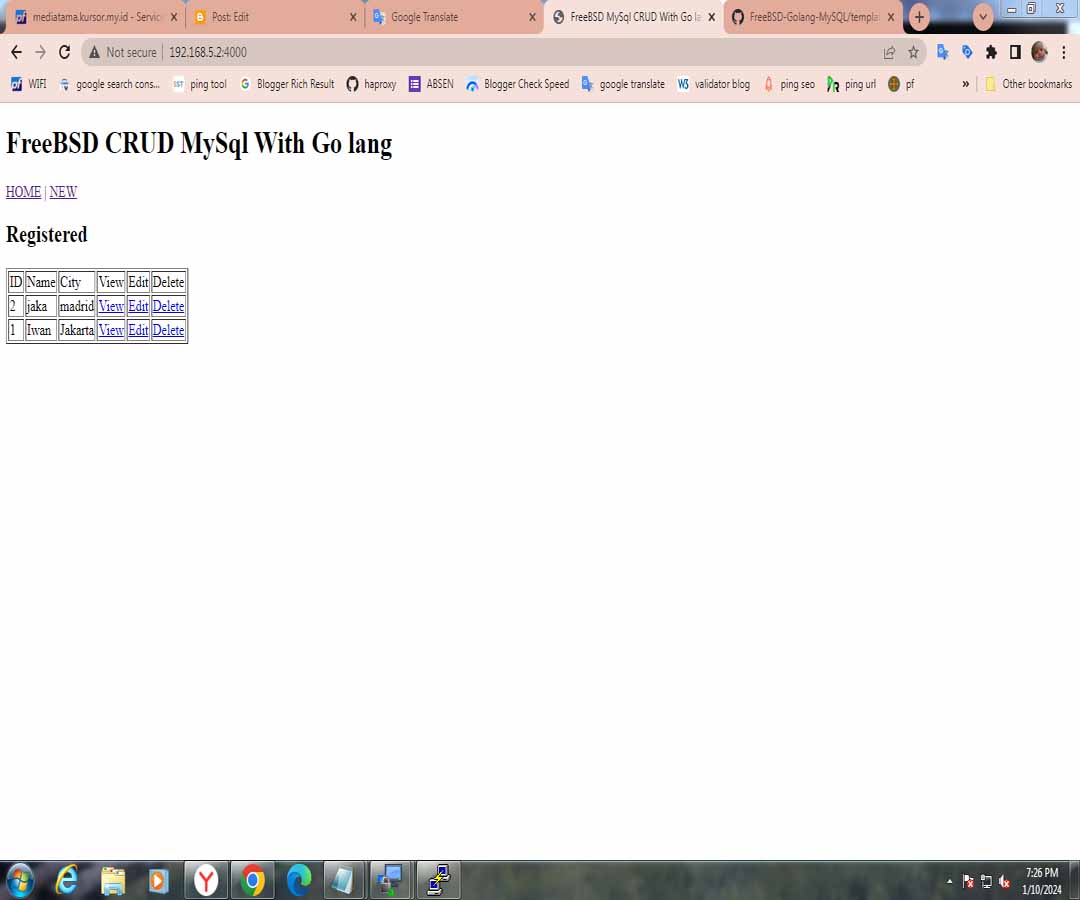 mediatama.kursor.my.id - Service
Post: Edit
Google Translate
FreeBSD MySql CRUD With Go la
FreeBSD-Golang-MySQL/templa
Not secure
192.168.5.2:4000
WIFI
google search cons...
SST
ping tool
Blogger Rich Result
haproxy
ABSEN
Blogger Check Speed
google translate
validator blog
ping seo
ping url
pf
»
Other bookmarks
FreeBSD CRUD MySql With Go lang
HOME | NEW
Registered
ID Name City View Edit Delete
2 jaka madrid View Edit Delete
1 Iwan Jakarta View Edit Delete
7:26 PM
1/10/2024